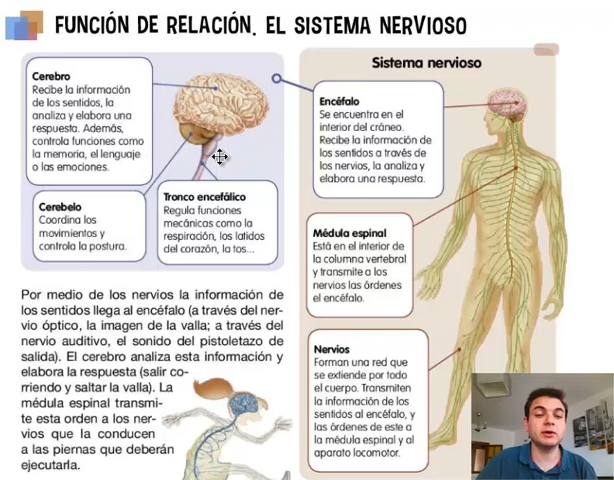 FUNCIÓN DE RELACIÓN. EL SISTEMA NERVIOSO
Cerebro
Recibe la información
de los sentidos, la
analiza y elabora una
respuesta. Además,
controla funciones como
la memoria, el lenguaje
o las emociones.
Cerebelo
Coordina los
movimientos y
controla la postura.
Tronco encefálico
Regula funciones
mecánicas como la
respiración, los latidos
del corazón, la tos...
Por medio de los nervios la información de
los sentidos llega al encéfalo (a través del ner-
vio óptico, la imagen de la valla; a través del
nervio auditivo, el sonido del pistoletazo de
salida). El cerebro analiza esta información y
elabora la respuesta (salir co-
rriendo y saltar la valla). La
médula espinal transmi-
te esta orden a los ner-
vios que la conducen
a las piernas que deberán
ejecutarla.
Sistema nervioso
Encéfalo
Se encuentra en el
interior del cráneo.
Recibe la información de
los sentidos a través de
los nervios, la analiza y
elabora una respuesta.
Médula espinal
Está en el interior de
la columna vertebral
y transmite a los
nervios las órdenes
el encéfalo.
Nervios
Forman una red que
se extiende por todo
el cuerpo. Transmiten
la información de los
sentidos al encéfalo, y
las órdenes de este a
la médula espinal y al
aparato locomotor.